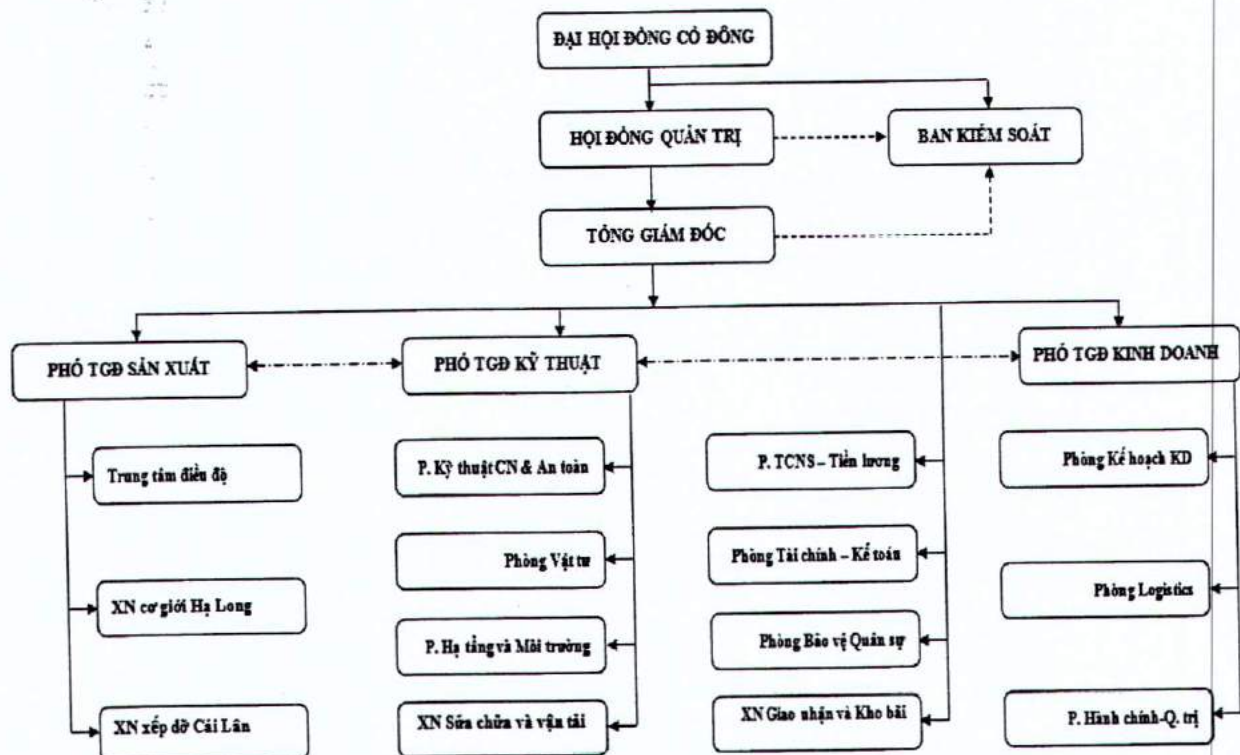 ĐẠI HỘI ĐỒNG CỔ ĐÔNG
HỘI ĐỒNG QUẢN TRỊ
BAN KIỂM SOÁT
TỔNG GIÁM ĐỐC
PHÓ TGĐ SẢN XUẤT
PHÓ TGĐ KỸ THUẬT
PHÓ TGĐ KINH DOANH
Trung tâm điều độ
P. Kỹ thuật CN & An toàn
P. TCNS – Tiền lương
Phòng Kế hoạch KD
Phòng Vật tư
Phòng Tài chính – Kế toán
XN cơ giới Hạ Long
Phòng Logistics
P. Hạ tầng và Môi trường
Phòng Bảo vệ Quân sự
XN xếp dỡ Cái Lân
XN Sửa chữa và vận tải
XN Giao nhận và Kho bãi
P. Hành chính-Q. trị